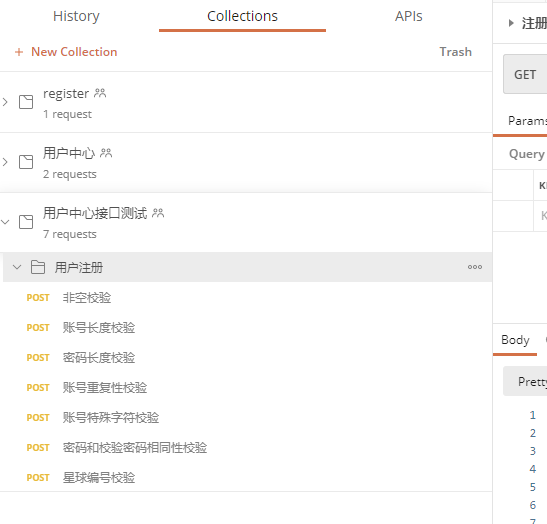 History Collections APIs
+ New Collection Trash
register
1 request
用户中心
2 requests
用户中心接口测试
7 requests
用户注册
POST 非空校验
POST 账号长度校验
POST 密码长度校验
POST 账号重复性校验
POST 账号特殊字符校验
POST 密码和校验密码相同性校验
POST 星球编号校验
注册
GET
Params
Query
K
K
Body
Pretty
1
2
3
4
5
6
7